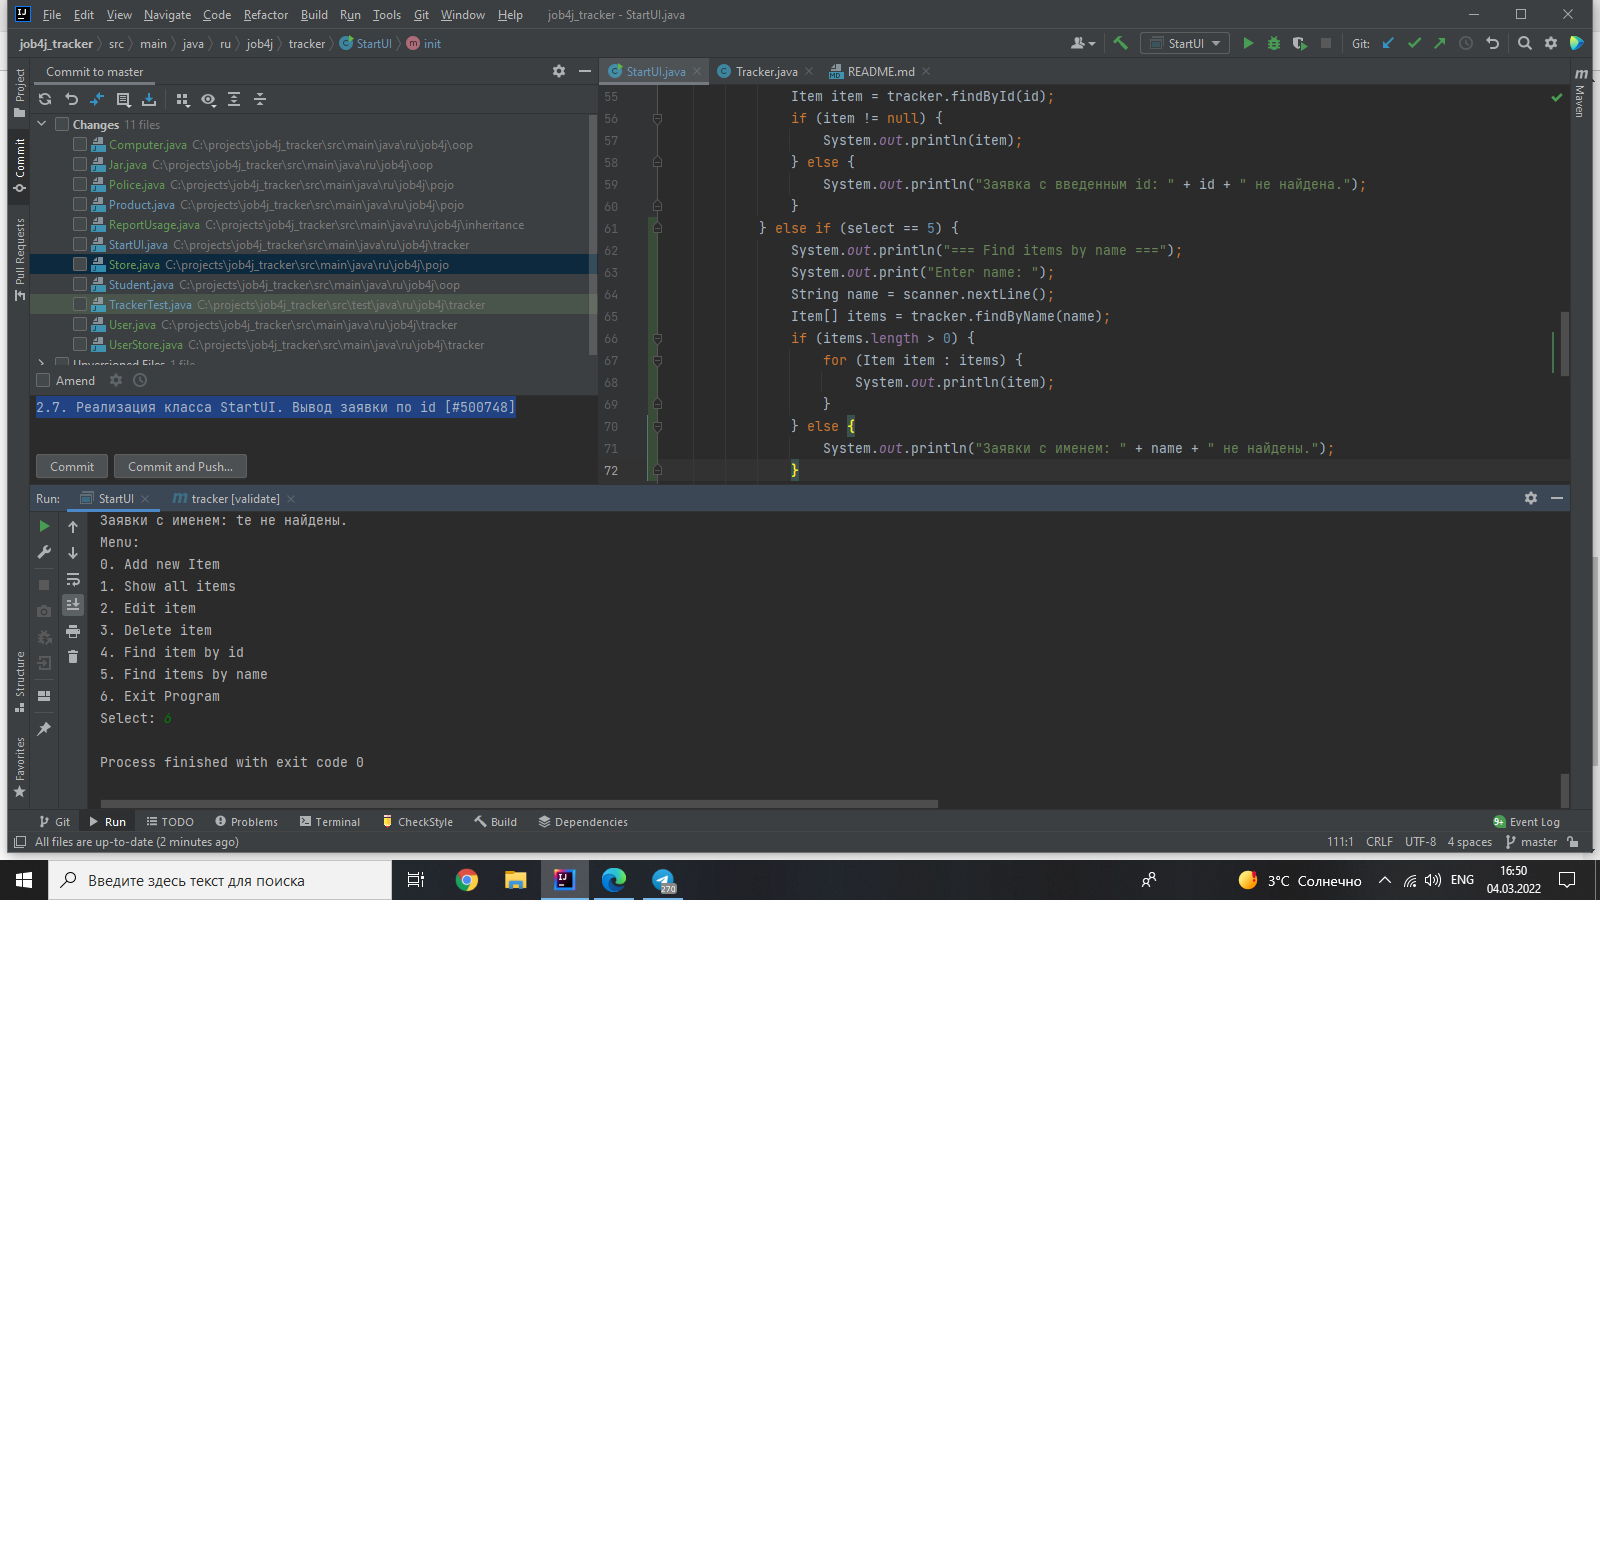 File Edit View Navigate Code Refactor Build Run Tools Git Window Help job4j_tracker - StartUI.java
job4j_tracker src main java ru job4j tracker StartUI init
StartUI Git:
Commit to master
StartUI.java Tracker.java README.md
Project
Commit
Pull Requests
Structure
Favorites
Maven
Changes 11 files
Computer.java C:\projects\job4j_tracker\src\main\java\ru\job4j\oop
Jar.java C:\projects\job4j_tracker\src\main\java\ru\job4j\oop
Police.java C:\projects\job4j_tracker\src\main\java\ru\job4j\pojo
Product.java C:\projects\job4j_tracker\src\main\java\ru\job4j\pojo
ReportUsage.java C:\projects\job4j_tracker\src\main\java\ru\job4j\inheritance
StartUI.java C:\projects\job4j_tracker\src\main\java\ru\job4j\tracker
Store.java C:\projects\job4j_tracker\src\main\java\ru\job4j\pojo
Student.java C:\projects\job4j_tracker\src\main\java\ru\job4j\oop
TrackerTest.java C:\projects\job4j_tracker\src\test\java\ru\job4j\tracker
User.java C:\projects\job4j_tracker\src\main\java\ru\job4j\tracker
UserStore.java C:\projects\job4j_tracker\src\main\java\ru\job4j\tracker
Unversioned Files 1 file
Amend
2.7. Реализация класса StartUI. Вывод заявки по id [#500748]
Commit Commit and Push...
55 Item item = tracker.findById(id);
56 if (item != null) {
57 System.out.println(item);
58 } else {
59 System.out.println("Заявка с введенным id: " + id + " не найдена.");
60 }
61 } else if (select == 5) {
62 System.out.println("=== Find items by name ===");
63 System.out.print("Enter name: ");
64 String name = scanner.nextLine();
65 Item[] items = tracker.findByName(name);
66 if (items.length > 0) {
67 for (Item item : items) {
68 System.out.println(item);
69 }
70 } else {
71 System.out.println("Заявки с именем: " + name + " не найдены.");
72 }
Run: StartUI tracker [validate]
Заявки с именем: te не найдены.
Menu:
0. Add new Item
1. Show all items
2. Edit item
3. Delete item
4. Find item by id
5. Find items by name
6. Exit Program
Select: 6
Process finished with exit code 0
Git Run TODO Problems Terminal CheckStyle Build Dependencies 9+ Event Log
All files are up-to-date (2 minutes ago) 111:1 CRLF UTF-8 4 spaces master
Введите здесь текст для поиска 270 3°C Солнечно ENG 16:50
04.03.2022